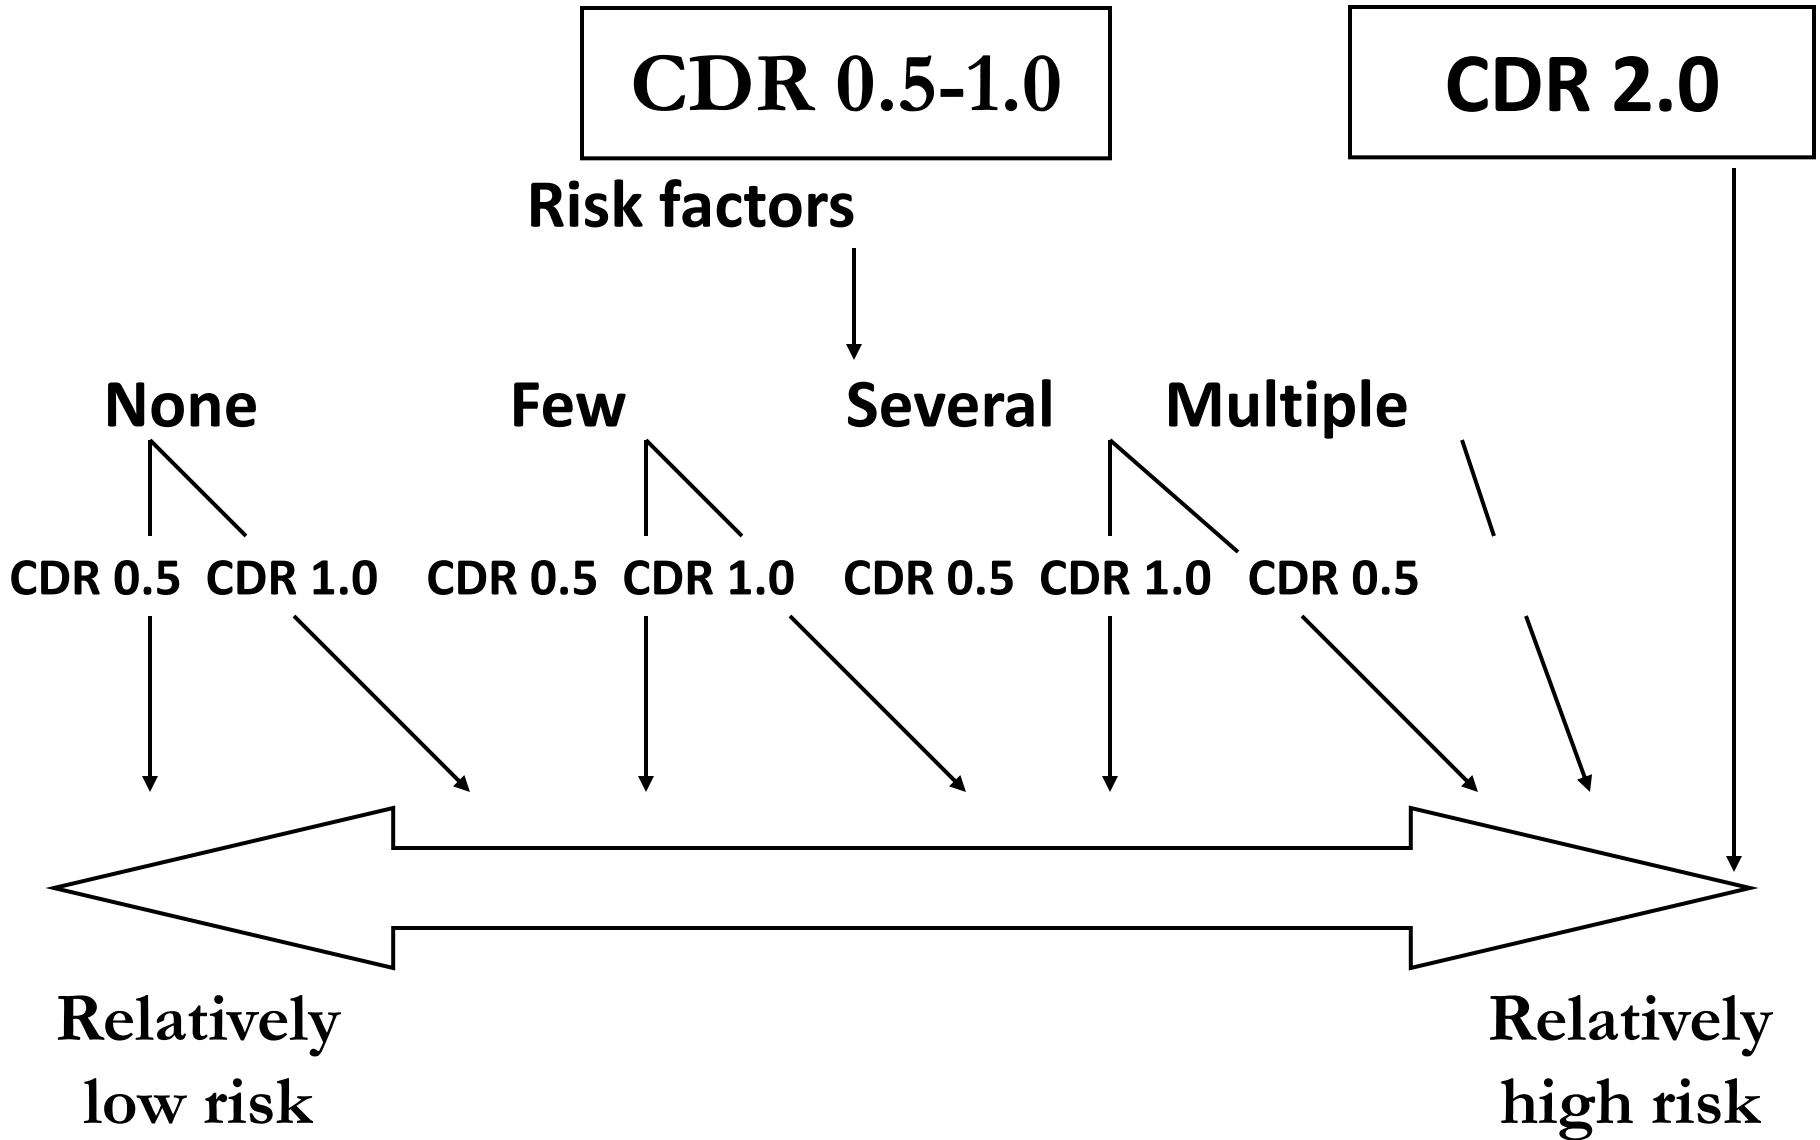 CDR 0.5-1.0
CDR 2.0
Risk factors
None Few Several Multiple
CDR 0.5 CDR 1.0 CDR 0.5 CDR 1.0 CDR 0.5 CDR 1.0 CDR 0.5
Relatively
low risk
Relatively
high risk